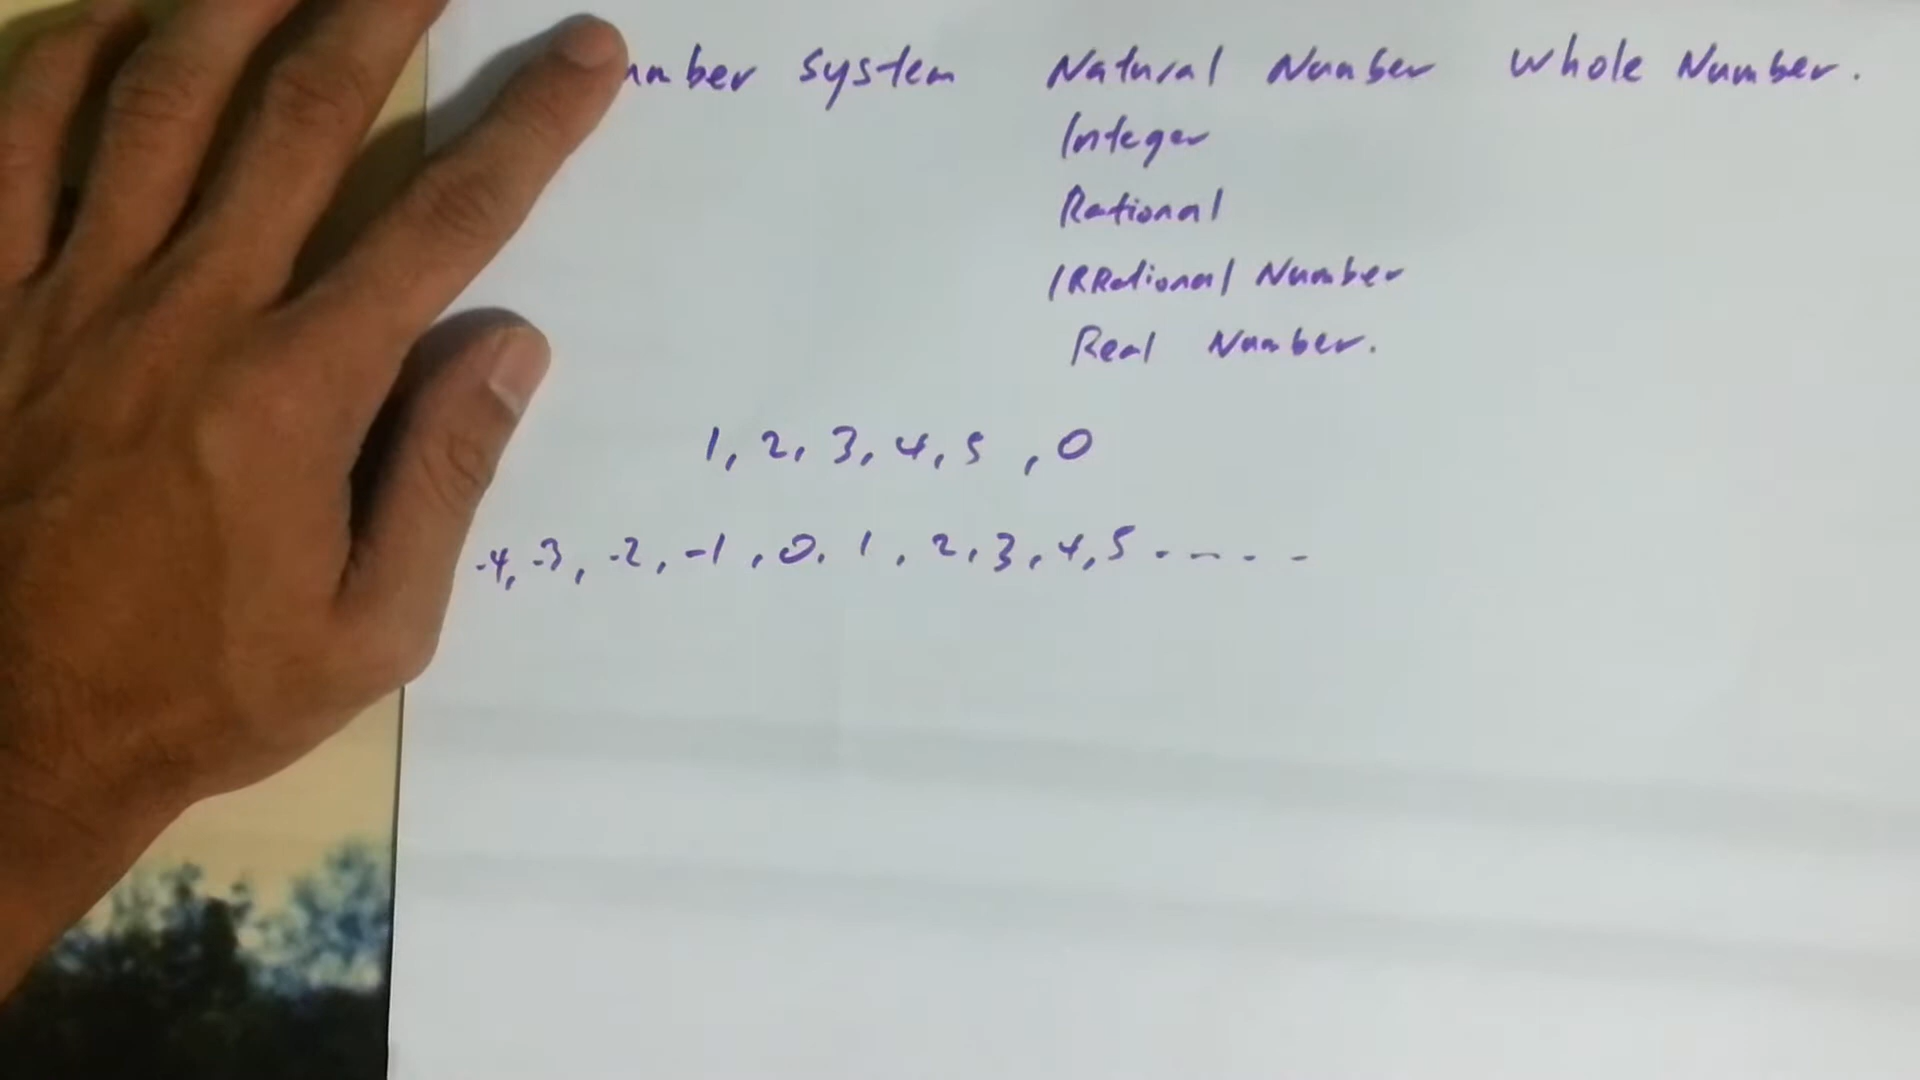 system Natural Number Whole Number.
Integer
Rational
IRRational Number
Real Number.
1, 2, 3, 4, 5 , 0
-4, -3, -2, -1, 0, 1, 2, 3, 4, 5 - - - - -